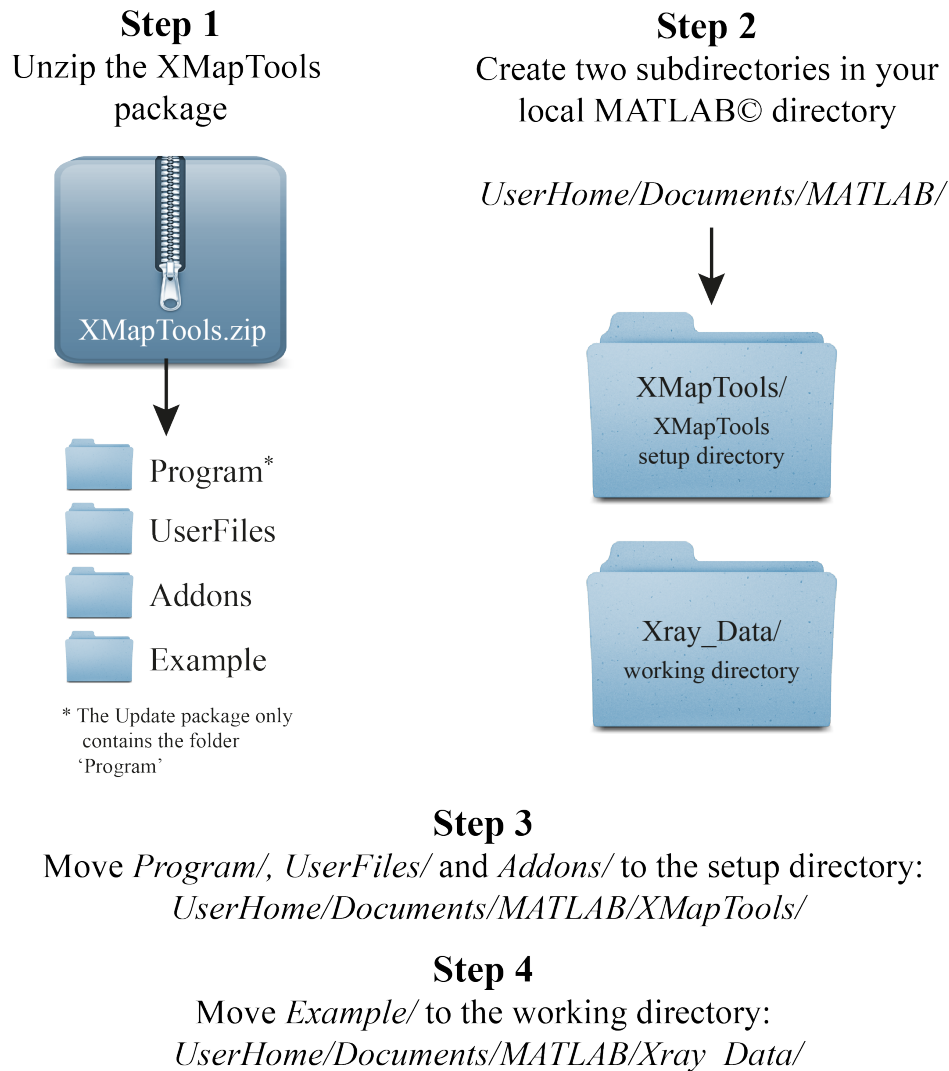 Step 1
Unzip the XMapTools
package
XMapTools.zip
Program*
UserFiles
Addons
Example
* The Update package only
contains the folder
‘Program’
Step 2
Create two subdirectories in your
local MATLAB© directory
UserHome/Documents/MATLAB/
XMapTools/
XMapTools
setup directory
Xray_Data/
working directory
Step 3
Move Program/, UserFiles/ and Addons/ to the setup directory:
UserHome/Documents/MATLAB/XMapTools/
Step 4
Move Example/ to the working directory:
UserHome/Documents/MATLAB/Xray_Data/